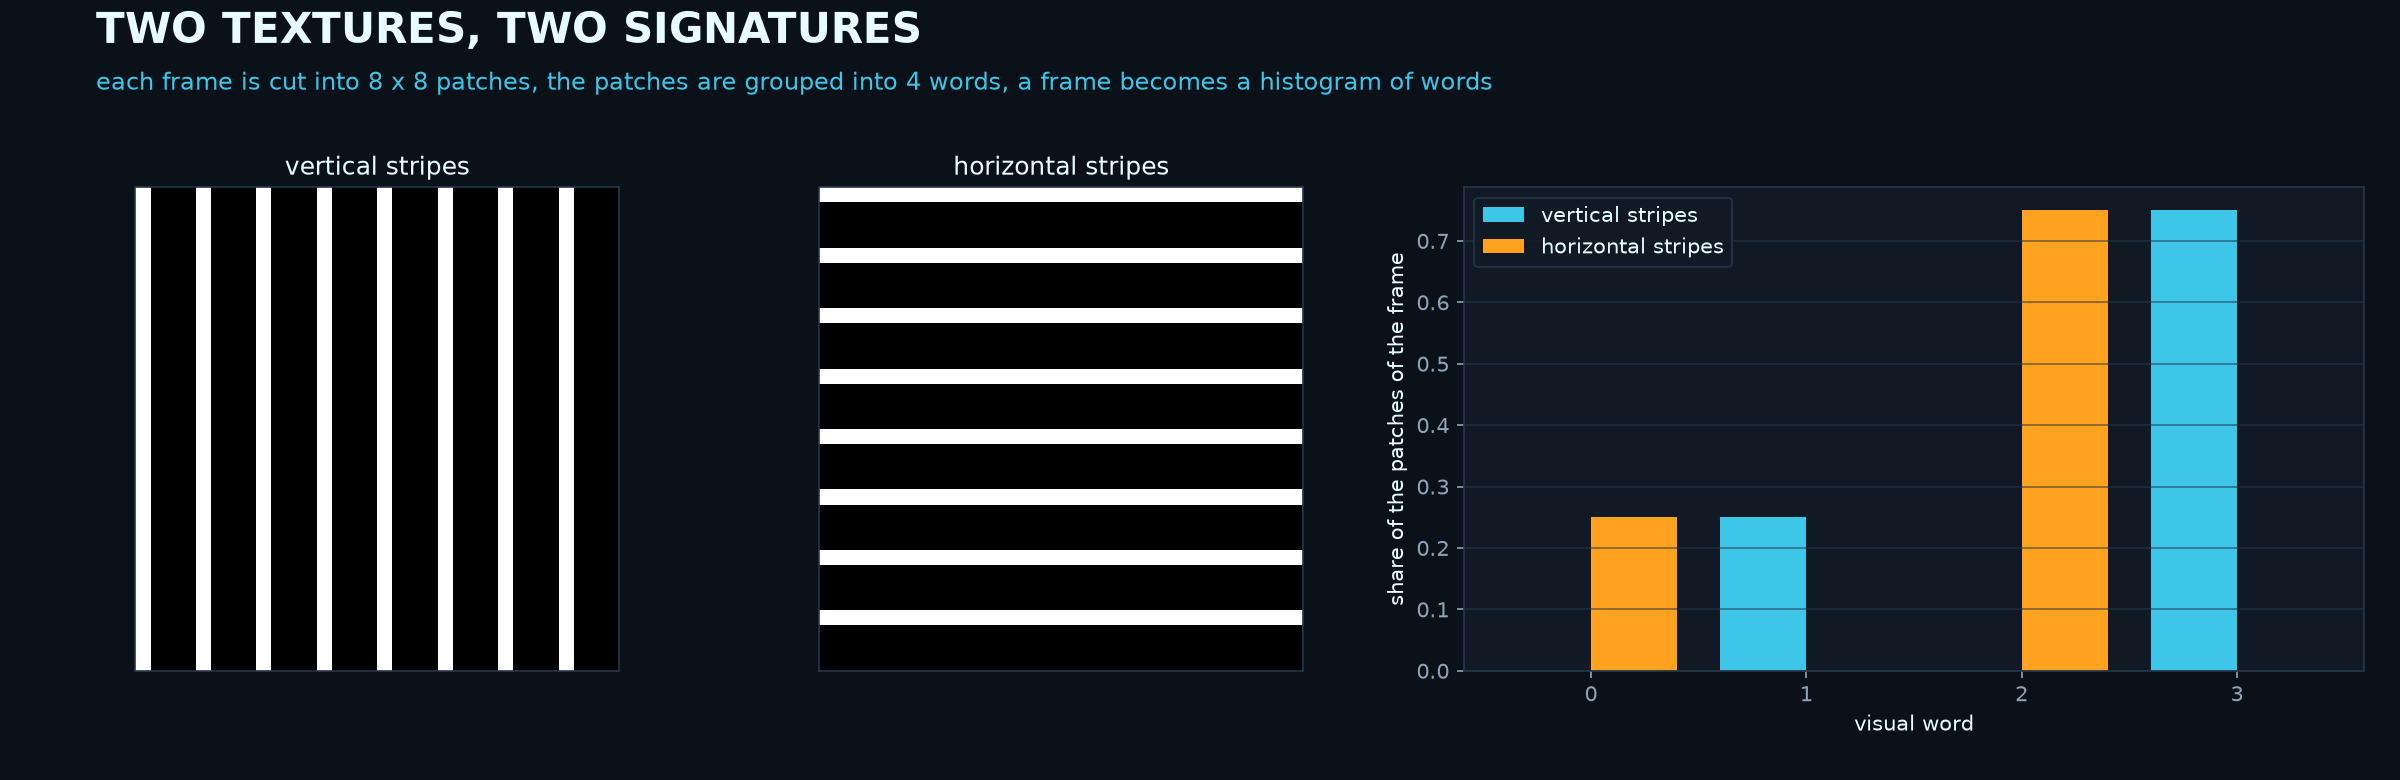 TWO TEXTURES, TWO SIGNATURES
each frame is cut into 8 x 8 patches, the patches are grouped into 4 words, a frame becomes a histogram of words
vertical stripes
horizontal stripes
vertical stripes
horizontal stripes
share of the patches of the frame
0.7
0.6
0.5
0.4
0.3
0.2
0.1
0.0
0 1 2 3
visual word